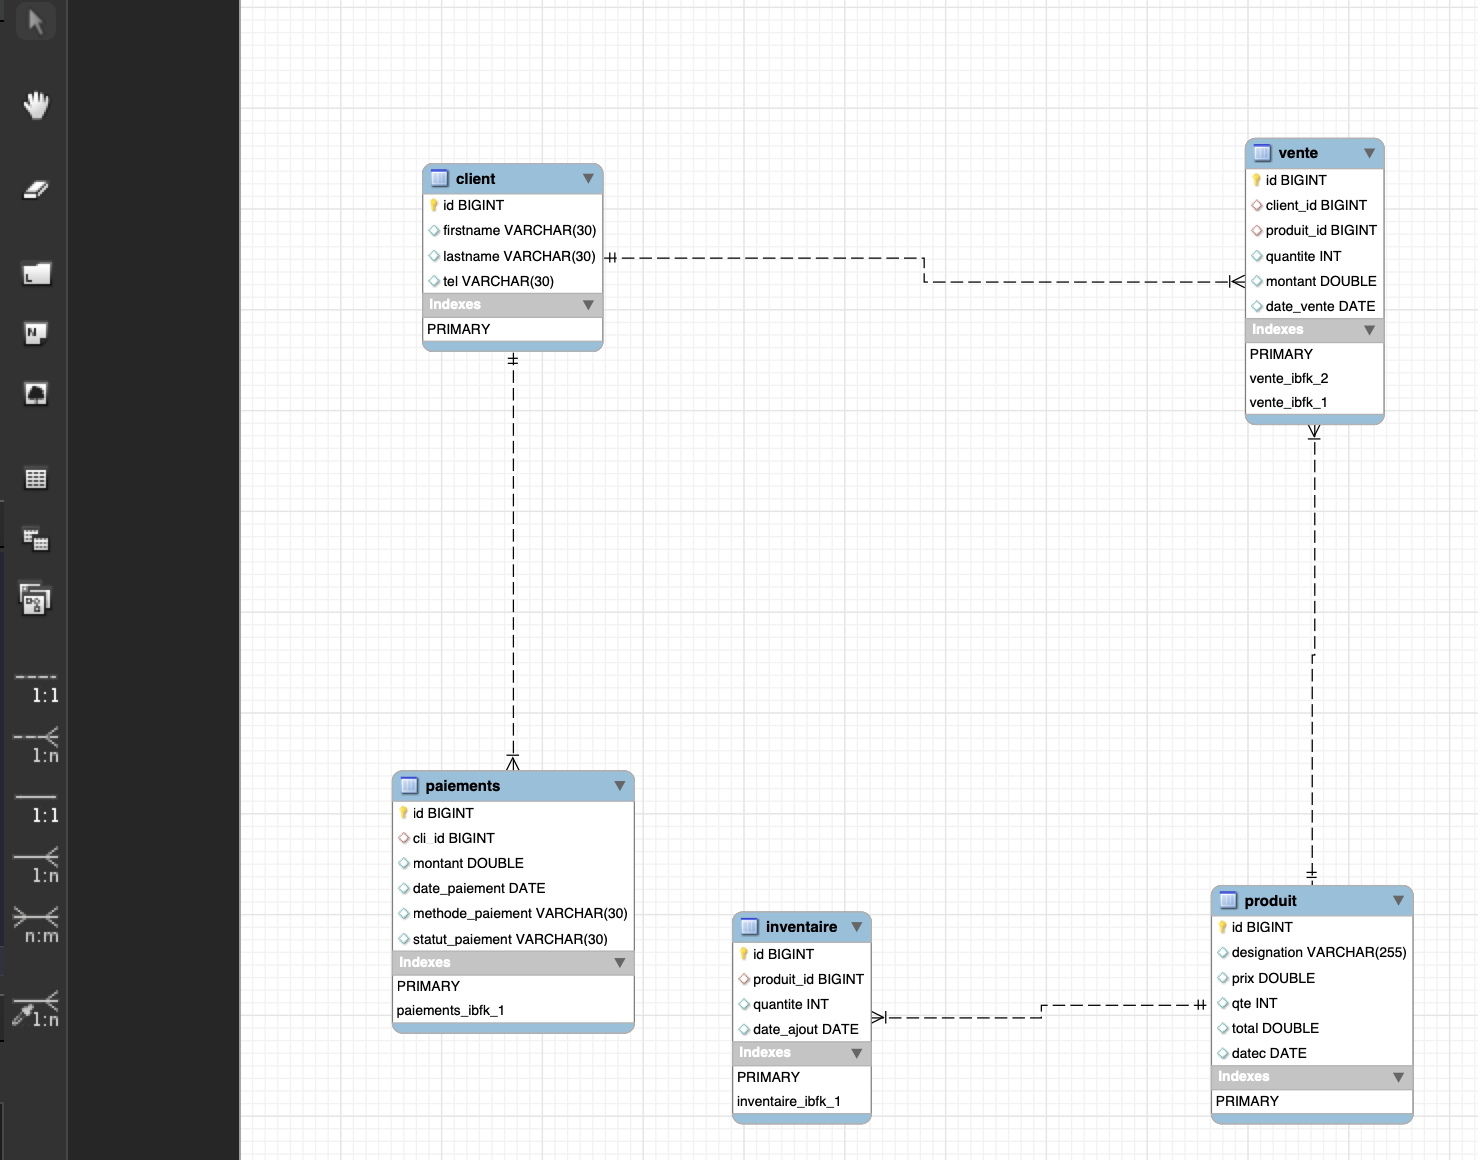 client
id BIGINT
firstname VARCHAR(30)
lastname VARCHAR(30)
tel VARCHAR(30)
Indexes
PRIMARY
vente
id BIGINT
client_id BIGINT
produit_id BIGINT
quantite INT
montant DOUBLE
date_vente DATE
Indexes
PRIMARY
vente_ibfk_2
vente_ibfk_1
paiements
id BIGINT
cli_id BIGINT
montant DOUBLE
date_paiement DATE
methode_paiement VARCHAR(30)
statut_paiement VARCHAR(30)
Indexes
PRIMARY
paiements_ibfk_1
inventaire
id BIGINT
produit_id BIGINT
quantite INT
date_ajout DATE
Indexes
PRIMARY
inventaire_ibfk_1
produit
id BIGINT
designation VARCHAR(255)
prix DOUBLE
qte INT
total DOUBLE
datec DATE
Indexes
PRIMARY
L
N
1:1
1:n
1:1
1:n
n:m
1:n